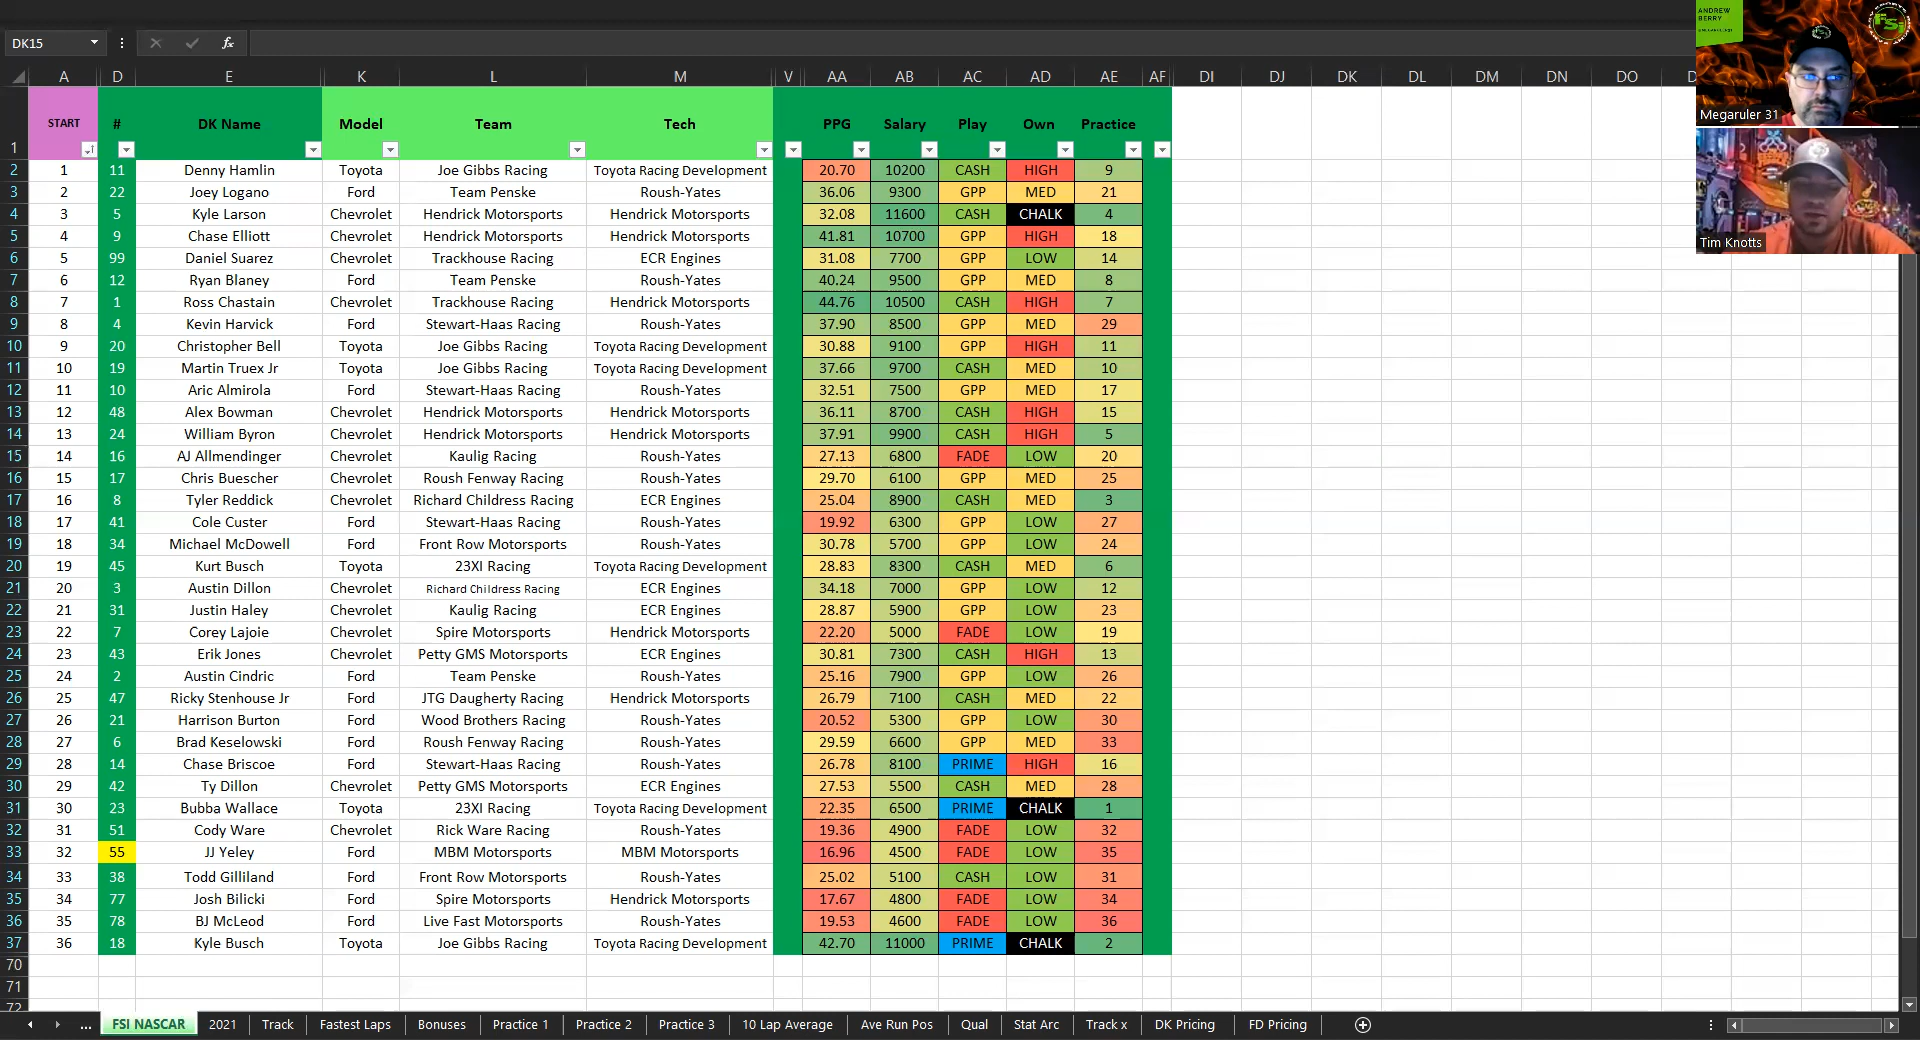 ANDREW
BERRY
FSi
Megaruler 31
Tim Knotts
DK15 fx
A D E K L M V AA AB AC AD AE AF DI DJ DK DL DM DN DO D
1 START # DK Name Model Team Tech PPG Salary Play Own Practice
2 1 11 Denny Hamlin Toyota Joe Gibbs Racing Toyota Racing Development 20.70 10200 CASH HIGH 9
3 2 22 Joey Logano Ford Team Penske Roush-Yates 36.06 9300 GPP MED 21
4 3 5 Kyle Larson Chevrolet Hendrick Motorsports Hendrick Motorsports 32.08 11600 CASH CHALK 4
5 4 9 Chase Elliott Chevrolet Hendrick Motorsports Hendrick Motorsports 41.81 10700 GPP HIGH 18
6 5 99 Daniel Suarez Chevrolet Trackhouse Racing ECR Engines 31.08 7700 GPP LOW 14
7 6 12 Ryan Blaney Ford Team Penske Roush-Yates 40.24 9500 GPP MED 8
8 7 1 Ross Chastain Chevrolet Trackhouse Racing Hendrick Motorsports 44.76 10500 CASH HIGH 7
9 8 4 Kevin Harvick Ford Stewart-Haas Racing Roush-Yates 37.90 8500 GPP MED 29
10 9 20 Christopher Bell Toyota Joe Gibbs Racing Toyota Racing Development 30.88 9100 GPP HIGH 11
11 10 19 Martin Truex Jr Toyota Joe Gibbs Racing Toyota Racing Development 37.66 9700 CASH MED 10
12 11 10 Aric Almirola Ford Stewart-Haas Racing Roush-Yates 32.51 7500 GPP MED 17
13 12 48 Alex Bowman Chevrolet Hendrick Motorsports Hendrick Motorsports 36.11 8700 CASH HIGH 15
14 13 24 William Byron Chevrolet Hendrick Motorsports Hendrick Motorsports 37.91 9900 CASH HIGH 5
15 14 16 AJ Allmendinger Chevrolet Kaulig Racing Roush-Yates 27.13 6800 FADE LOW 20
16 15 17 Chris Buescher Chevrolet Roush Fenway Racing Roush-Yates 29.70 6100 GPP MED 25
17 16 8 Tyler Reddick Chevrolet Richard Childress Racing ECR Engines 25.04 8900 CASH MED 3
18 17 41 Cole Custer Ford Stewart-Haas Racing Roush-Yates 19.92 6300 GPP LOW 27
19 18 34 Michael McDowell Ford Front Row Motorsports Roush-Yates 30.78 5700 GPP LOW 24
20 19 45 Kurt Busch Toyota 23XI Racing Toyota Racing Development 28.83 8300 CASH MED 6
21 20 3 Austin Dillon Chevrolet Richard Childress Racing ECR Engines 34.18 7000 GPP LOW 12
22 21 31 Justin Haley Chevrolet Kaulig Racing ECR Engines 28.87 5900 GPP LOW 23
23 22 7 Corey Lajoie Chevrolet Spire Motorsports Hendrick Motorsports 22.20 5000 FADE LOW 19
24 23 43 Erik Jones Chevrolet Petty GMS Motorsports ECR Engines 30.81 7300 CASH HIGH 13
25 24 2 Austin Cindric Ford Team Penske Roush-Yates 25.16 7900 GPP LOW 26
26 25 47 Ricky Stenhouse Jr Ford JTG Daugherty Racing Hendrick Motorsports 26.79 7100 CASH MED 22
27 26 21 Harrison Burton Ford Wood Brothers Racing Roush-Yates 20.52 5300 GPP LOW 30
28 27 6 Brad Keselowski Ford Roush Fenway Racing Roush-Yates 29.59 6600 GPP MED 33
29 28 14 Chase Briscoe Ford Stewart-Haas Racing Roush-Yates 26.78 8100 PRIME HIGH 16
30 29 42 Ty Dillon Chevrolet Petty GMS Motorsports ECR Engines 27.53 5500 CASH MED 28
31 30 23 Bubba Wallace Toyota 23XI Racing Toyota Racing Development 22.35 6500 PRIME CHALK 1
32 31 51 Cody Ware Chevrolet Rick Ware Racing Roush-Yates 19.36 4900 FADE LOW 32
33 32 55 JJ Yeley Ford MBM Motorsports MBM Motorsports 16.96 4500 FADE LOW 35
34 33 38 Todd Gilliland Ford Front Row Motorsports Roush-Yates 25.02 5100 CASH LOW 31
35 34 77 Josh Bilicki Ford Spire Motorsports Hendrick Motorsports 17.67 4800 FADE LOW 34
36 35 78 BJ McLeod Ford Live Fast Motorsports Roush-Yates 19.53 4600 FADE LOW 36
37 36 18 Kyle Busch Toyota Joe Gibbs Racing Toyota Racing Development 42.70 11000 PRIME CHALK 2
70
71
72
... FSI NASCAR 2021 Track Fastest Laps Bonuses Practice 1 Practice 2 Practice 3 10 Lap Average Ave Run Pos Qual Stat Arc Track x DK Pricing FD Pricing